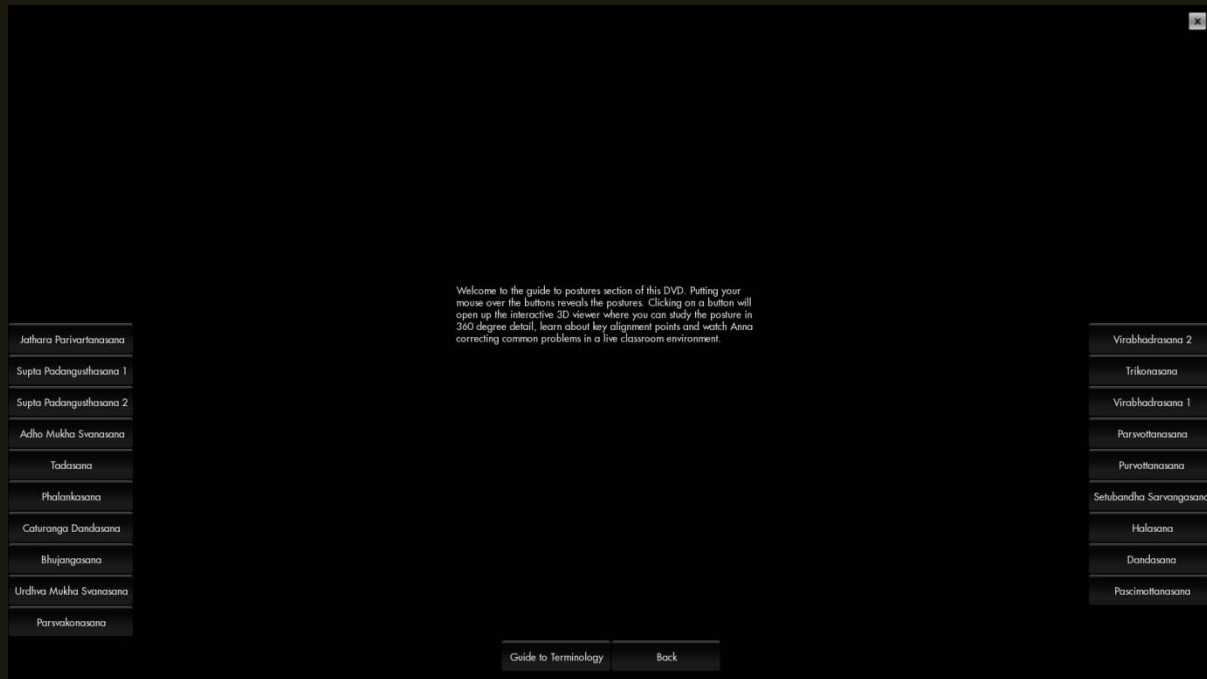 x
Welcome to the guide to postures section of this DVD. Putting your
mouse over the buttons reveals the postures. Clicking on a button will
open up the interactive 3D viewer where you can study the posture in
360 degree detail, learn about key alignment points and watch Anna
correcting common problems in a live classroom environment.
Jathara Parivartanasana
Supta Padangusthasana 1
Supta Padangusthasana 2
Adho Mukha Svanasana
Tadasana
Phalankasana
Caturanga Dandasana
Bhujangasana
Urdhva Mukha Svanasana
Parsvakonasana
Virabhadrasana 2
Trikonasana
Virabhadrasana 1
Parsvottanasana
Purvottanasana
Setubandha Sarvangasana
Halasana
Dandasana
Pascimottanasana
Guide to Terminology
Back